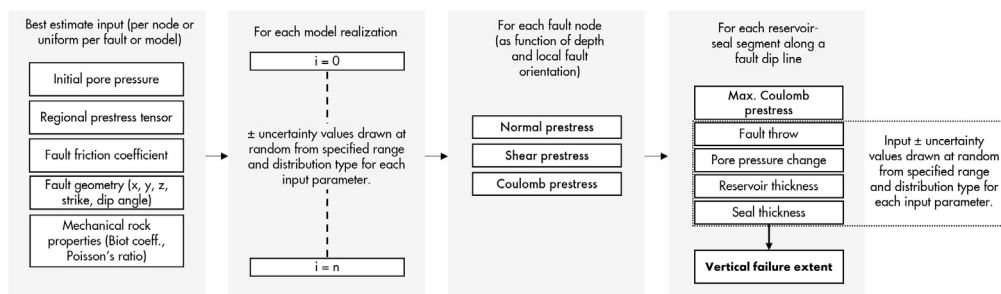 Best estimate input (per node or
uniform per fault or model)
Initial pore pressure
Regional prestress tensor
Fault friction coefficient
Fault geometry (x, y, z,
strike, dip angle)
Mechanical rock
properties (Biot coeff.,
Poisson's ratio)
For each model realization
i = 0
± uncertainty values drawn at
random from specified range
and distribution type for each
input parameter.
i = n
For each fault node
(as function of depth
and local fault
orientation)
Normal prestress
Shear prestress
Coulomb prestress
For each reservoir-
seal segment along a
fault dip line
Max. Coulomb
prestress
Fault throw
Pore pressure change
Reservoir thickness
Seal thickness
Vertical failure extent
Input ± uncertainty
values drawn at random
from specified range
and distribution type for
each input parameter.